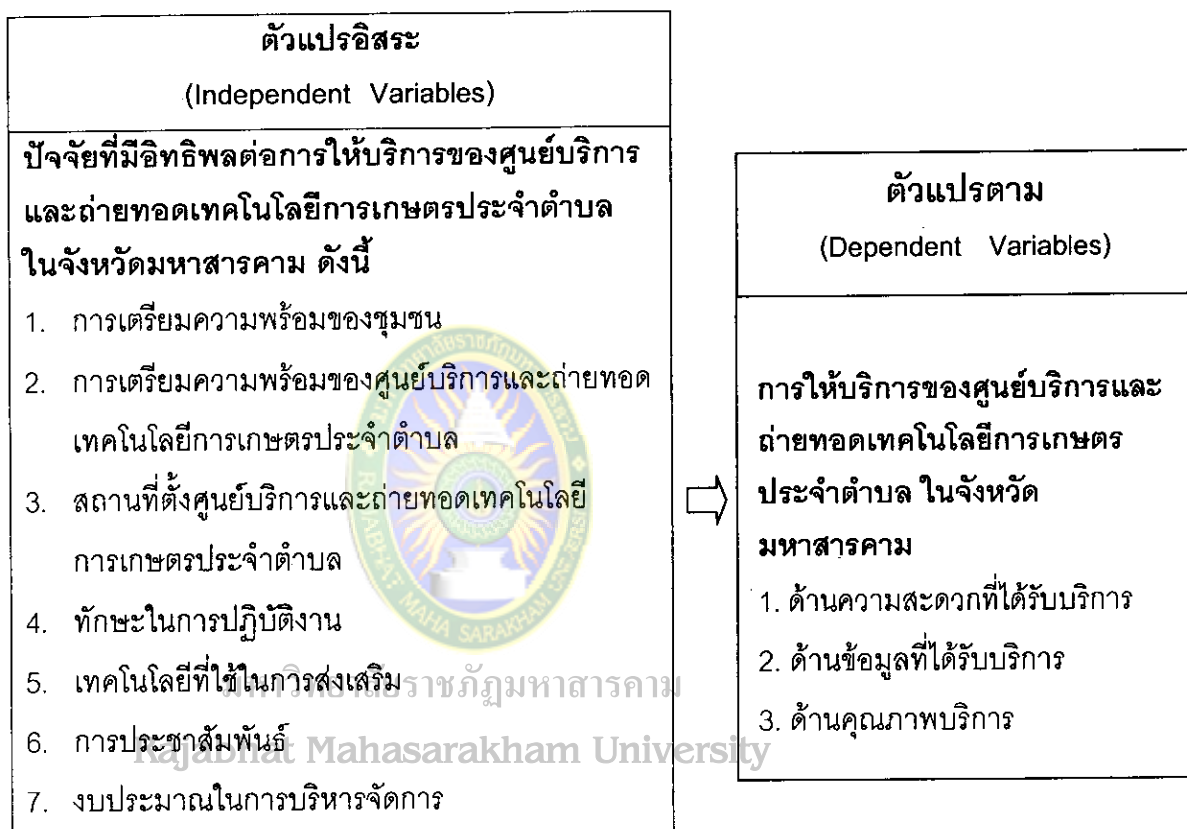 ตัวแปรอิสระ
(Independent Variables)
ปัจจัยที่มีอิทธิพลต่อการให้บริการของศูนย์บริการ
และถ่ายทอดเทคโนโลยีการเกษตรประจำตำบล
ในจังหวัดมหาสารคาม ดังนี้
1. การเตรียมความพร้อมของชุมชน
2. การเตรียมความพร้อมของศูนย์บริการและถ่ายทอด
เทคโนโลยีการเกษตรประจำตำบล
3. สถานที่ตั้งศูนย์บริการและถ่ายทอดเทคโนโลยี
การเกษตรประจำตำบล
4. ทักษะในการปฏิบัติงาน
5. เทคโนโลยีที่ใช้ในการส่งเสริม
6. การประชาสัมพันธ์
7. งบประมาณในการบริหารจัดการ
ตัวแปรตาม
(Dependent Variables)
การให้บริการของศูนย์บริการและ
ถ่ายทอดเทคโนโลยีการเกษตร
ประจำตำบล ในจังหวัด
มหาสารคาม
1. ด้านความสะดวกที่ได้รับบริการ
2. ด้านข้อมูลที่ได้รับบริการ
3. ด้านคุณภาพบริการ
มหาวิทยาลัยราชภัฏมหาสารคาม
Rajabhat Mahasarakham University